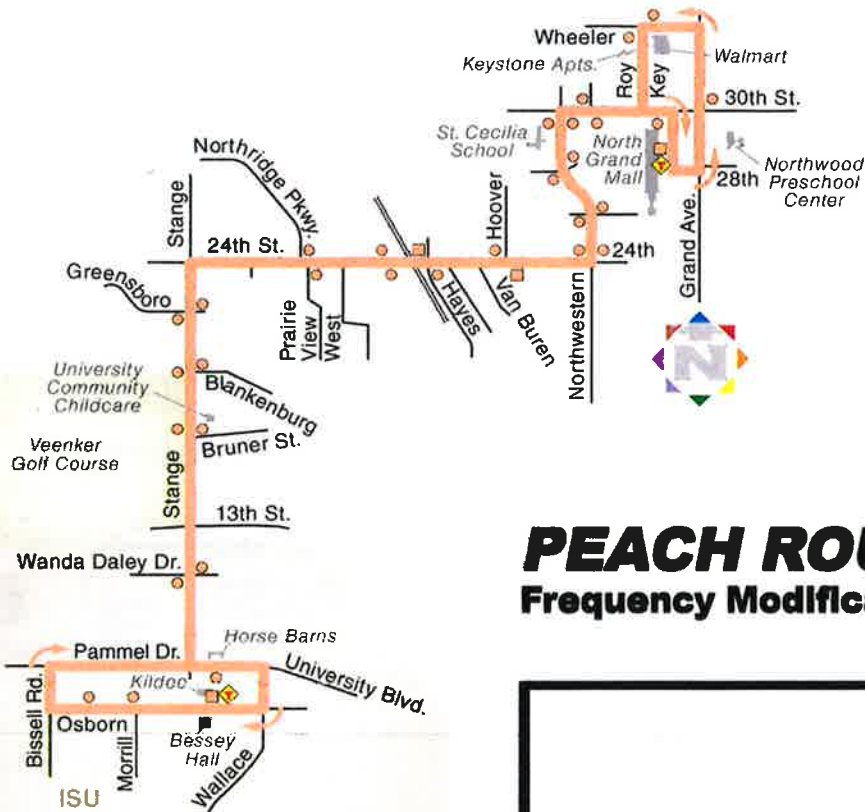 Wheeler
Keystone Apts.
Roy Key
Walmart
30th St.
St. Cecilia
School
North
Grand
Mall
T
Northwood
Preschool
Center
28th
Grand Ave.
Northridge Pkwy.
Stange
24th St.
Hoover
24th
Greensboro
Prairie View
West
Hayes
Van Buren
Northwestern
N
University
Community
Childcare
Blankenburg
Bruner St.
Veenker
Golf Course
Stange
13th St.
Wanda Daley Dr.
Horse Barns
Pammel Dr.
University Blvd.
Kildee
T
Bissell Rd.
Osborn
Morrill
Bessey
Hall
Wallace
ISU
PEACH ROU
Frequency Modific